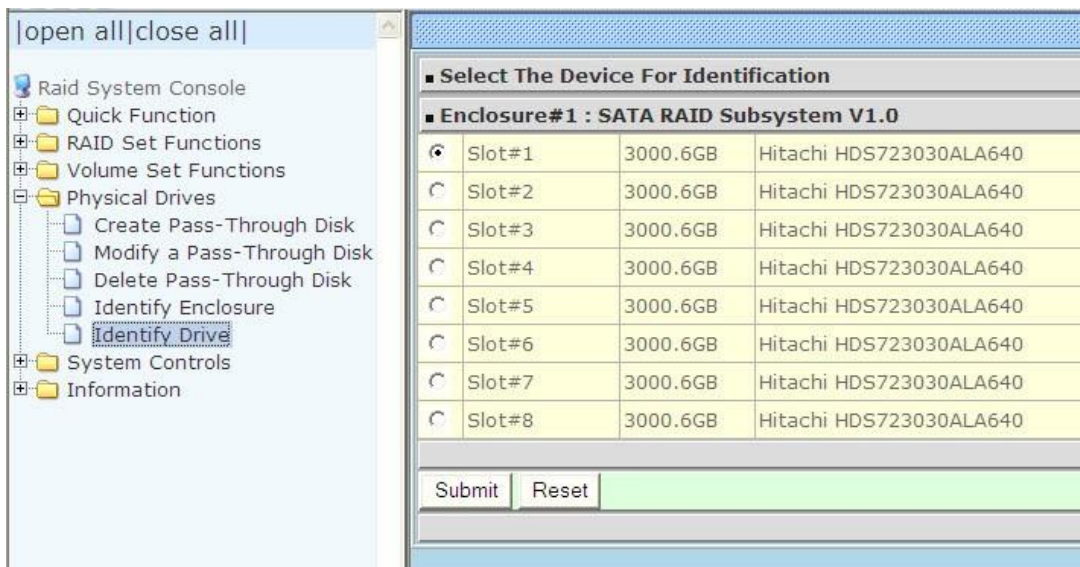 |open all|close all|
Raid System Console
Quick Function
RAID Set Functions
Volume Set Functions
Physical Drives
Create Pass-Through Disk
Modify a Pass-Through Disk
Delete Pass-Through Disk
Identify Enclosure
Identify Drive
System Controls
Information
Select The Device For Identification
Enclosure#1 : SATA RAID Subsystem V1.0
Slot#1 3000.6GB Hitachi HDS723030ALA640
Slot#2 3000.6GB Hitachi HDS723030ALA640
Slot#3 3000.6GB Hitachi HDS723030ALA640
Slot#4 3000.6GB Hitachi HDS723030ALA640
Slot#5 3000.6GB Hitachi HDS723030ALA640
Slot#6 3000.6GB Hitachi HDS723030ALA640
Slot#7 3000.6GB Hitachi HDS723030ALA640
Slot#8 3000.6GB Hitachi HDS723030ALA640
Submit Reset